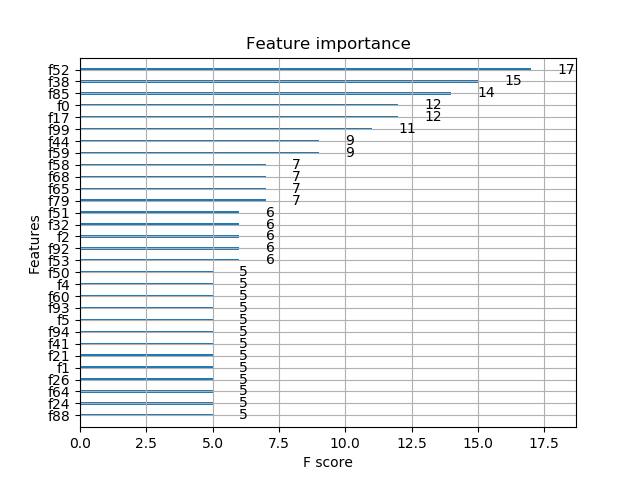 Feature importance
Features
f52 17
f38 15
f85 14
f0 12
f17 12
f99 11
f44 9
f59 9
f58 7
f68 7
f65 7
f79 7
f51 6
f32 6
f2 6
f92 6
f53 6
f50 5
f4 5
f60 5
f93 5
f5 5
f94 5
f41 5
f21 5
f1 5
f26 5
f64 5
f24 5
f88 5
0.0 2.5 5.0 7.5 10.0 12.5 15.0 17.5
F score